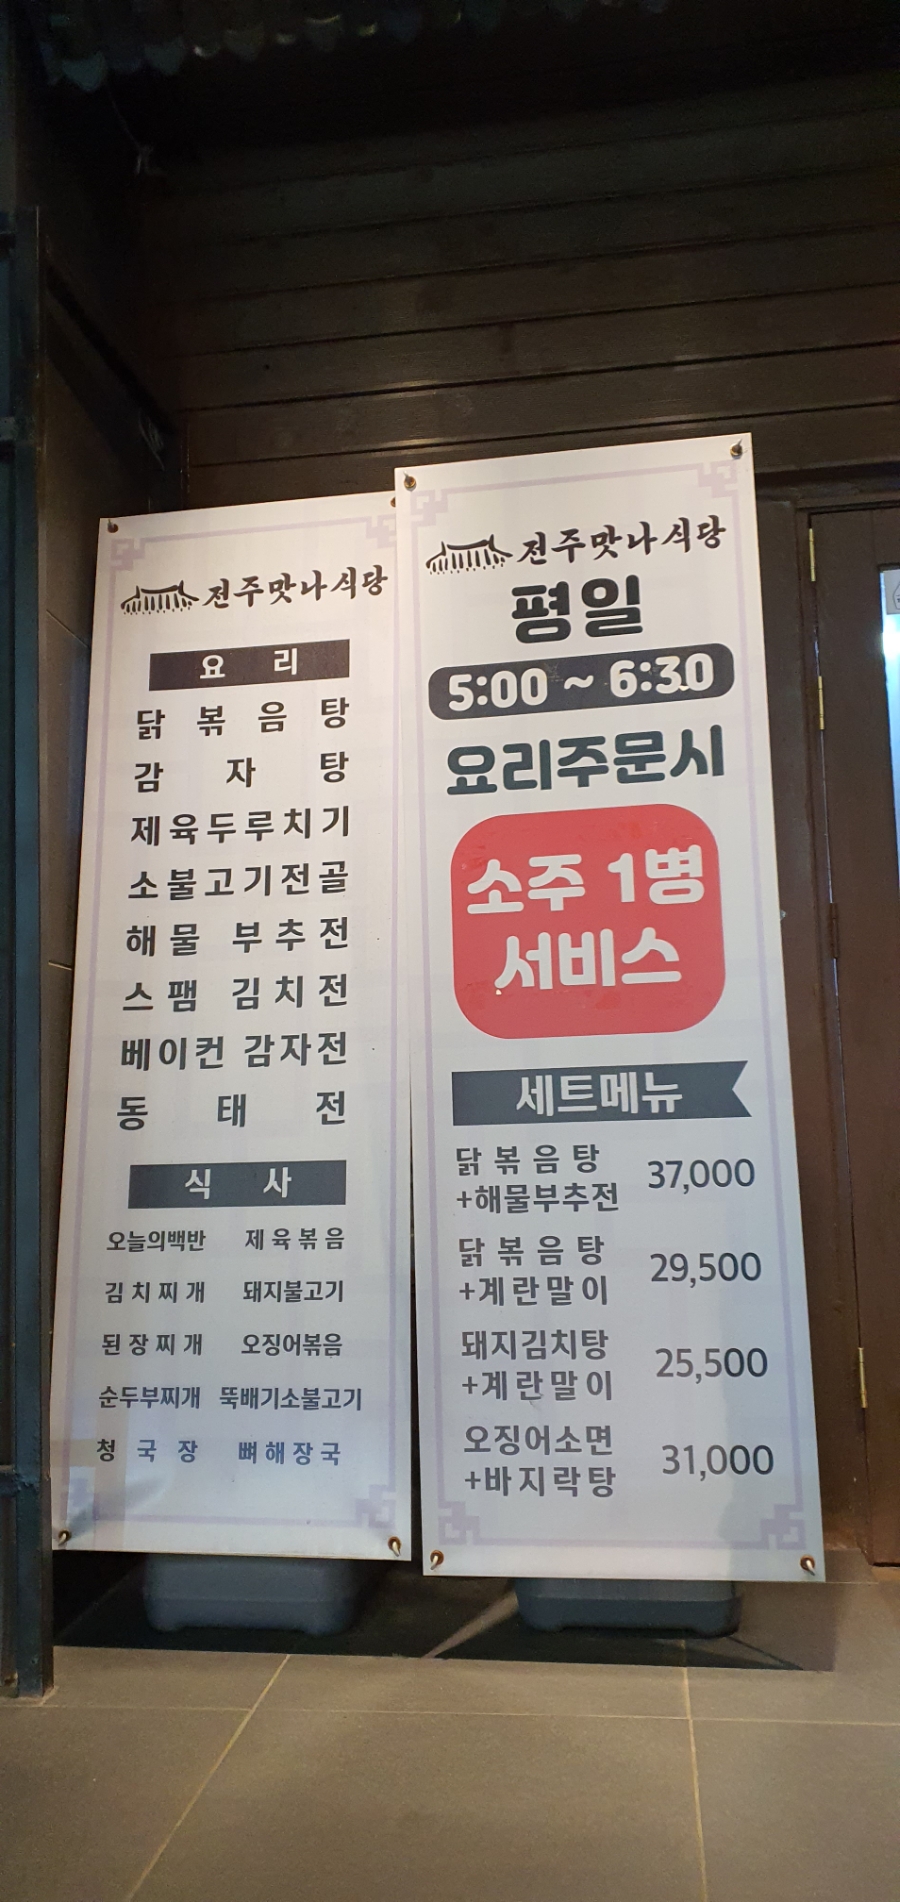 전주맛나식당
요리
닭볶음탕
감자탕
제육두루치기
소불고기전골
해물 부추전
스팸 김치전
베이컨 감자전
동태전
식사
오늘의백반 제육볶음
김치찌개 돼지불고기
된장찌개 오징어볶음
순두부찌개 뚝배기소불고기
청국장 뼈해장국
전주맛나식당
평일
5:00 ~ 6:30
요리주문시
소주 1병
서비스
세트메뉴
닭볶음탕
+해물부추전 37,000
닭볶음탕
+계란말이 29,500
돼지김치탕
+계란말이 25,500
오징어소면
+바지락탕 31,000